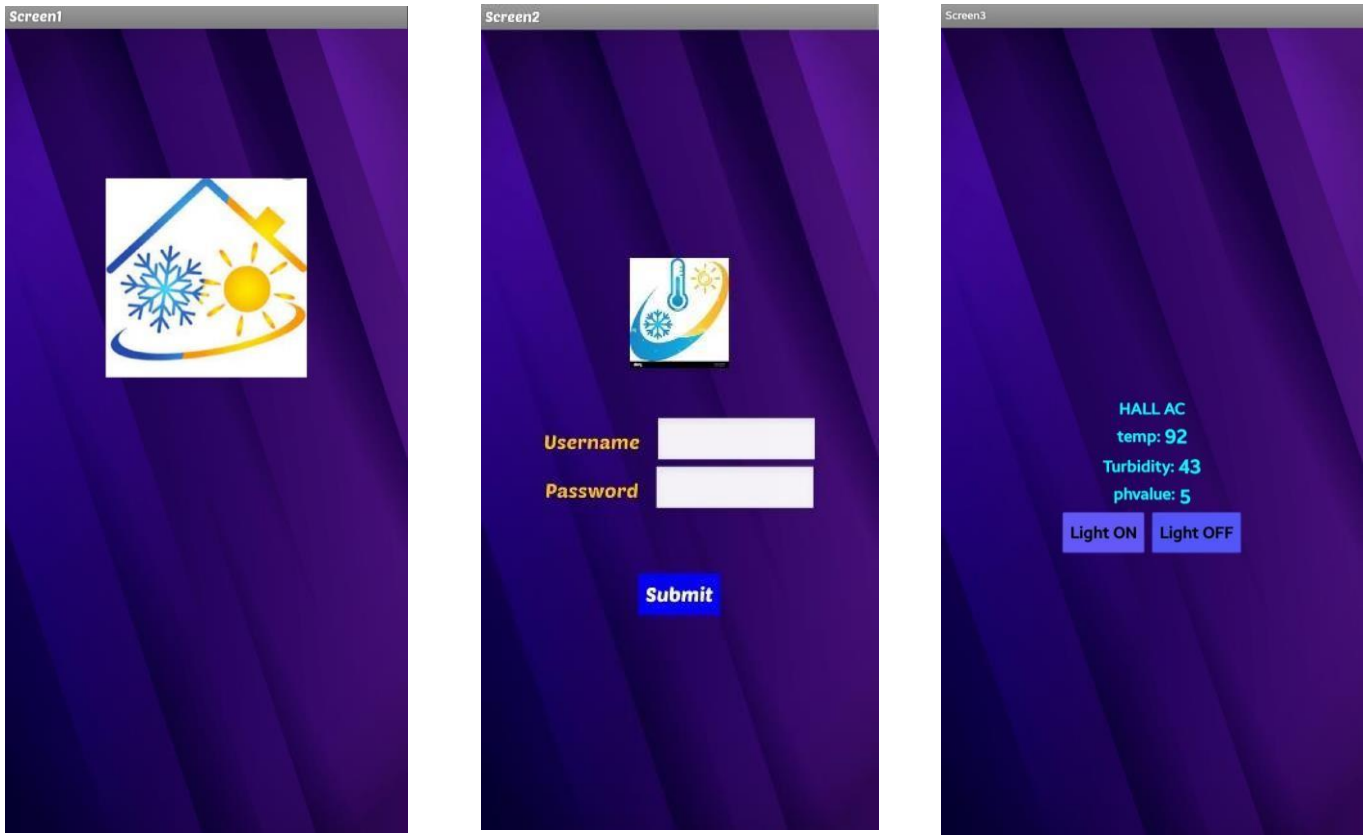 Screen1
Screen2
Username
Password
Submit
Screen3
HALL AC
temp: 92
Turbidity: 43
phvalue: 5
Light ON Light OFF